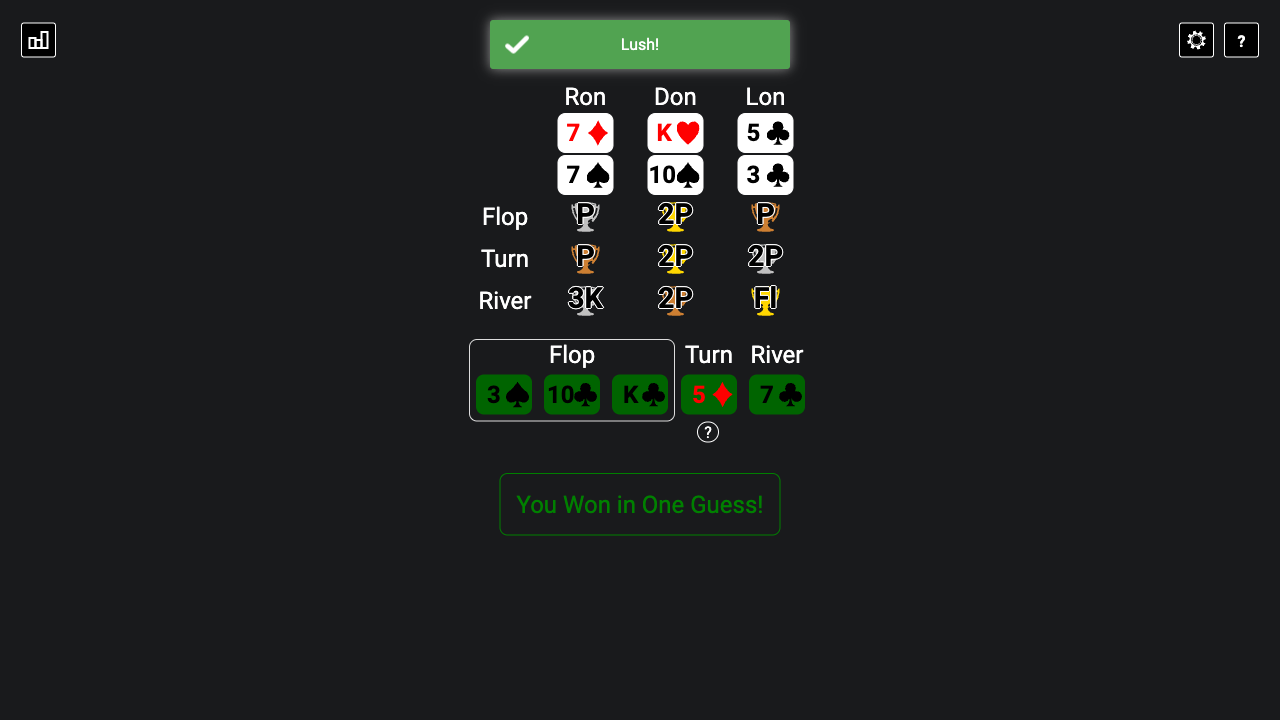 Lush!
?
Ron Don Lon
7♦ K♥ 5♣
7♠ 10♠ 3♣
Flop P 2P P
Turn P 2P 2P
River 3K 2P Fl
Flop Turn River
3♠ 10♣ K♣ 5♦ 7♣
?
You Won in One Guess!